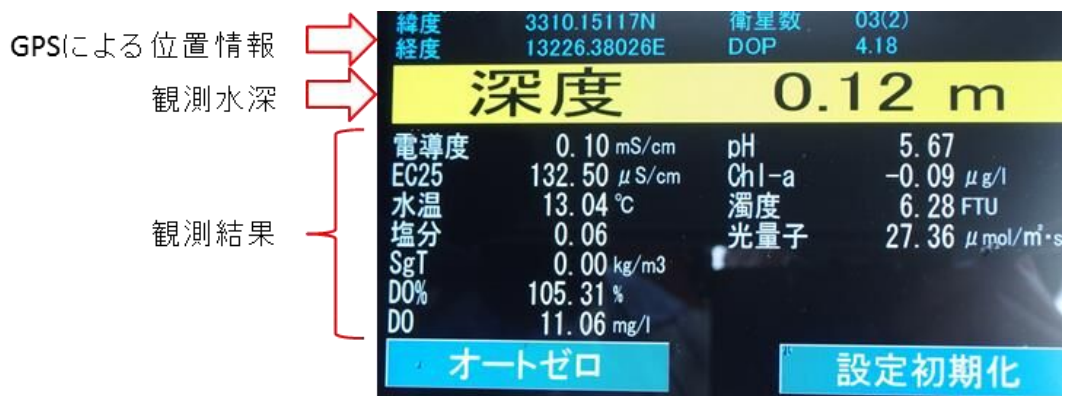 GPSによる位置情報
観測水深
観測結果
緯度 3310.15117N 衛星数 03(2)
経度 13226.38026E DOP 4.18
深度 0.12 m
電導度 0.10 mS/cm pH 5.67
EC25 132.50 μS/cm Chl-a -0.09 μg/l
水温 13.04 ℃ 濁度 6.28 FTU
塩分 0.06 光量子 27.36 μmol/㎡・s
SgT 0.00 kg/m3
DO% 105.31 %
DO 11.06 mg/l
オートゼロ 設定初期化